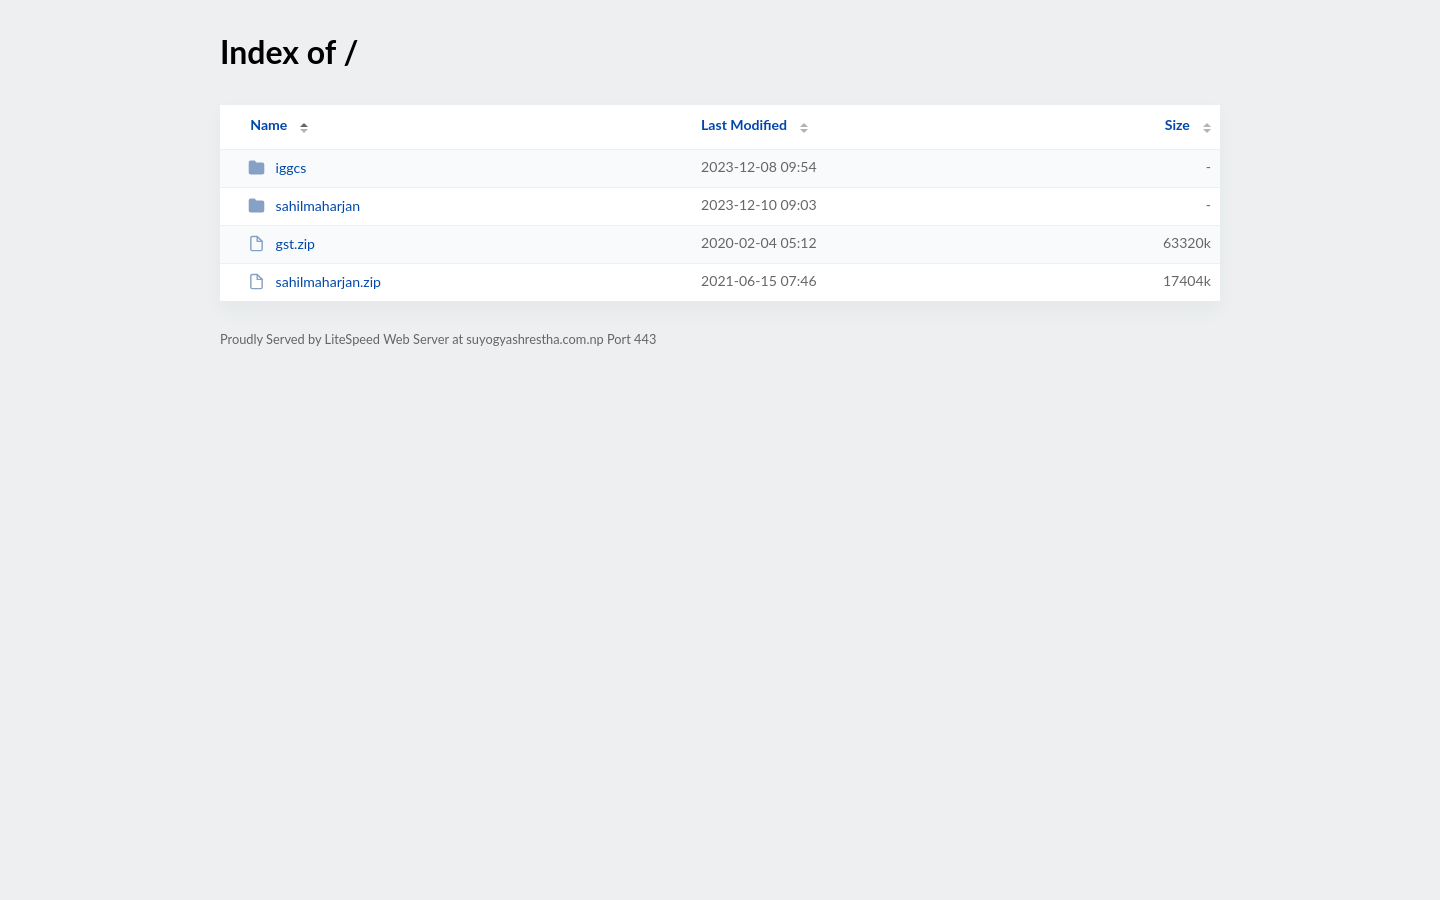 Index of /
Name Last Modified Size
iggcs 2023-12-08 09:54 -
sahilmaharjan 2023-12-10 09:03 -
gst.zip 2020-02-04 05:12 63320k
sahilmaharjan.zip 2021-06-15 07:46 17404k
Proudly Served by LiteSpeed Web Server at suyogyashrestha.com.np Port 443